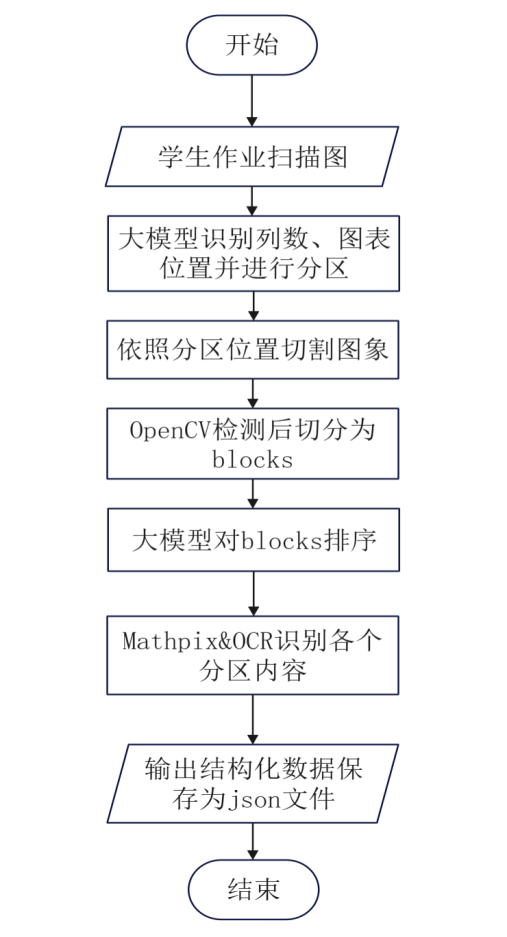 开始
学生作业扫描图
大模型识别列数、图表
位置并进行分区
依照分区位置切割图象
OpenCV检测后切分为
blocks
大模型对blocks排序
Mathpix&OCR识别各个
分区内容
输出结构化数据保
存为json文件
结束